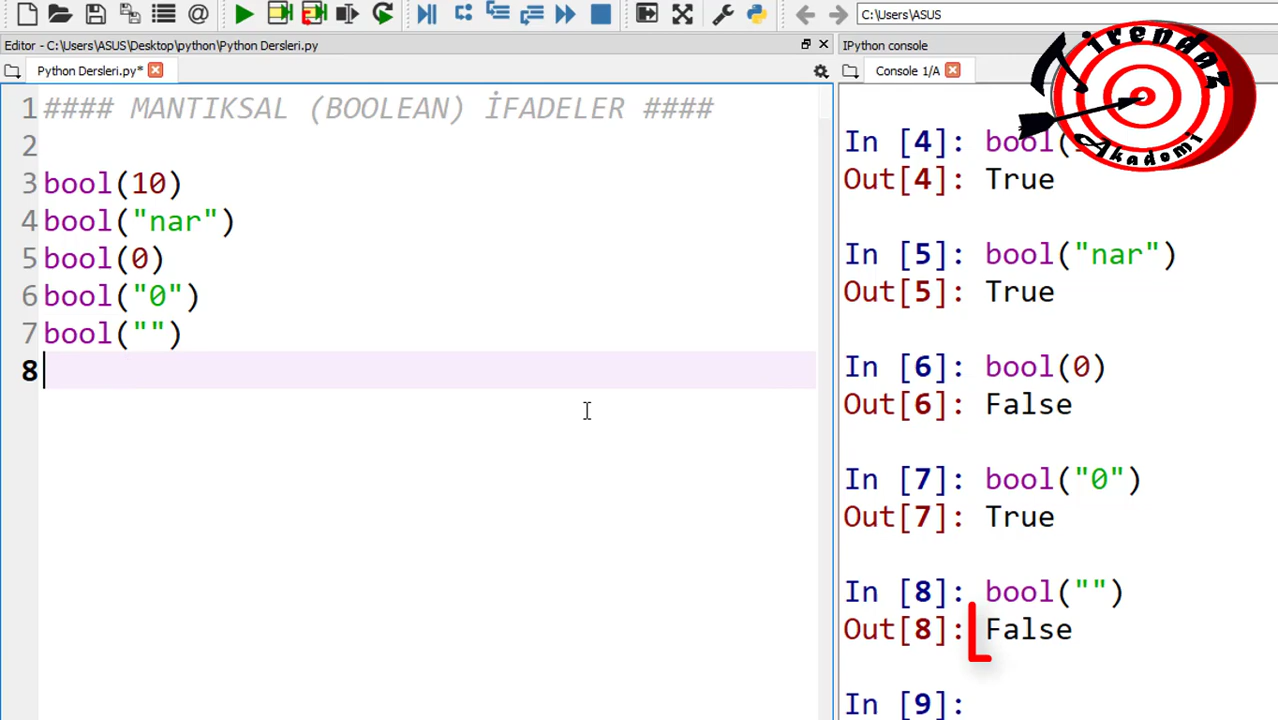 C:\Users\ASUS
Editor - C:\Users\ASUS\Desktop\python\Python Dersleri.py
IPython console
Python Dersleri.py*
Console 1/A
1 #### MANTIKSAL (BOOLEAN) İFADELER ####
2
3 bool(10)
4 bool("nar")
5 bool(0)
6 bool("0")
7 bool("")
8
In [4]: bool(
Out[4]: True
In [5]: bool("nar")
Out[5]: True
In [6]: bool(0)
Out[6]: False
In [7]: bool("0")
Out[7]: True
In [8]: bool("")
Out[8]: False
In [9]:
Tirendaz
Akademi